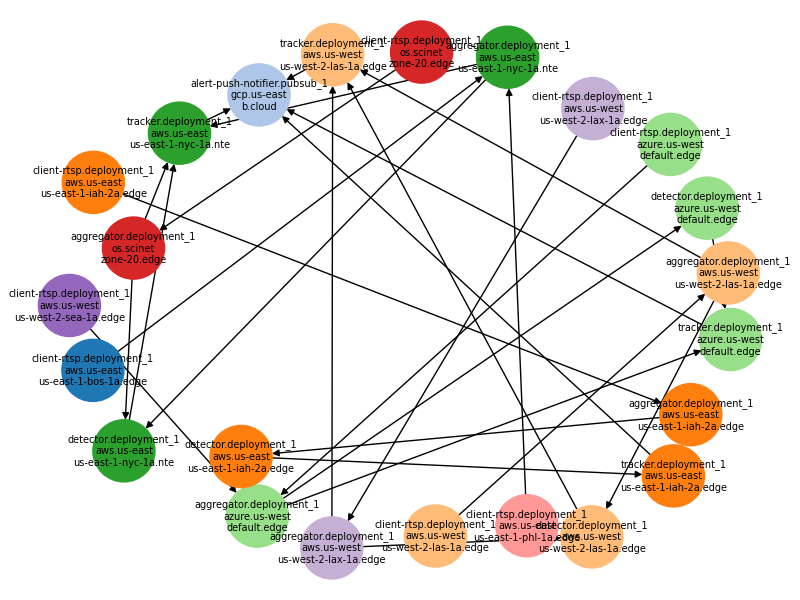 tracker.deployment_1
aws.us-west
us-west-2-las-1a.edge
client-rtsp.deployment_1
os.scinet
zone-20.edge
aggregator.deployment_1
aws.us-east
us-east-1-nyc-1a.nte
alert-push-notifier.pubsub_1
gcp.us-east
b.cloud
client-rtsp.deployment_1
aws.us-west
us-west-2-lax-1a.edge
tracker.deployment_1
aws.us-east
us-east-1-nyc-1a.nte
client-rtsp.deployment_1
azure.us-west
default.edge
client-rtsp.deployment_1
aws.us-east
us-east-1-iah-2a.edge
detector.deployment_1
azure.us-west
default.edge
aggregator.deployment_1
os.scinet
zone-20.edge
aggregator.deployment_1
aws.us-west
us-west-2-las-1a.edge
client-rtsp.deployment_1
aws.us-west
us-west-2-sea-1a.edge
tracker.deployment_1
azure.us-west
default.edge
client-rtsp.deployment_1
aws.us-east
us-east-1-bos-1a.edge
aggregator.deployment_1
aws.us-east
us-east-1-iah-2a.edge
detector.deployment_1
aws.us-east
us-east-1-nyc-1a.nte
detector.deployment_1
aws.us-east
us-east-1-iah-2a.edge
tracker.deployment_1
aws.us-east
us-east-1-iah-2a.edge
aggregator.deployment_1
azure.us-west
default.edge
aggregator.deployment_1
aws.us-west
us-west-2-lax-1a.edge
client-rtsp.deployment_1
aws.us-west
us-west-2-las-1a.edge
client-rtsp.deployment_1
aws.us-east
us-east-1-phl-1a.edge
detector.deployment_1
aws.us-west
us-west-2-las-1a.edge